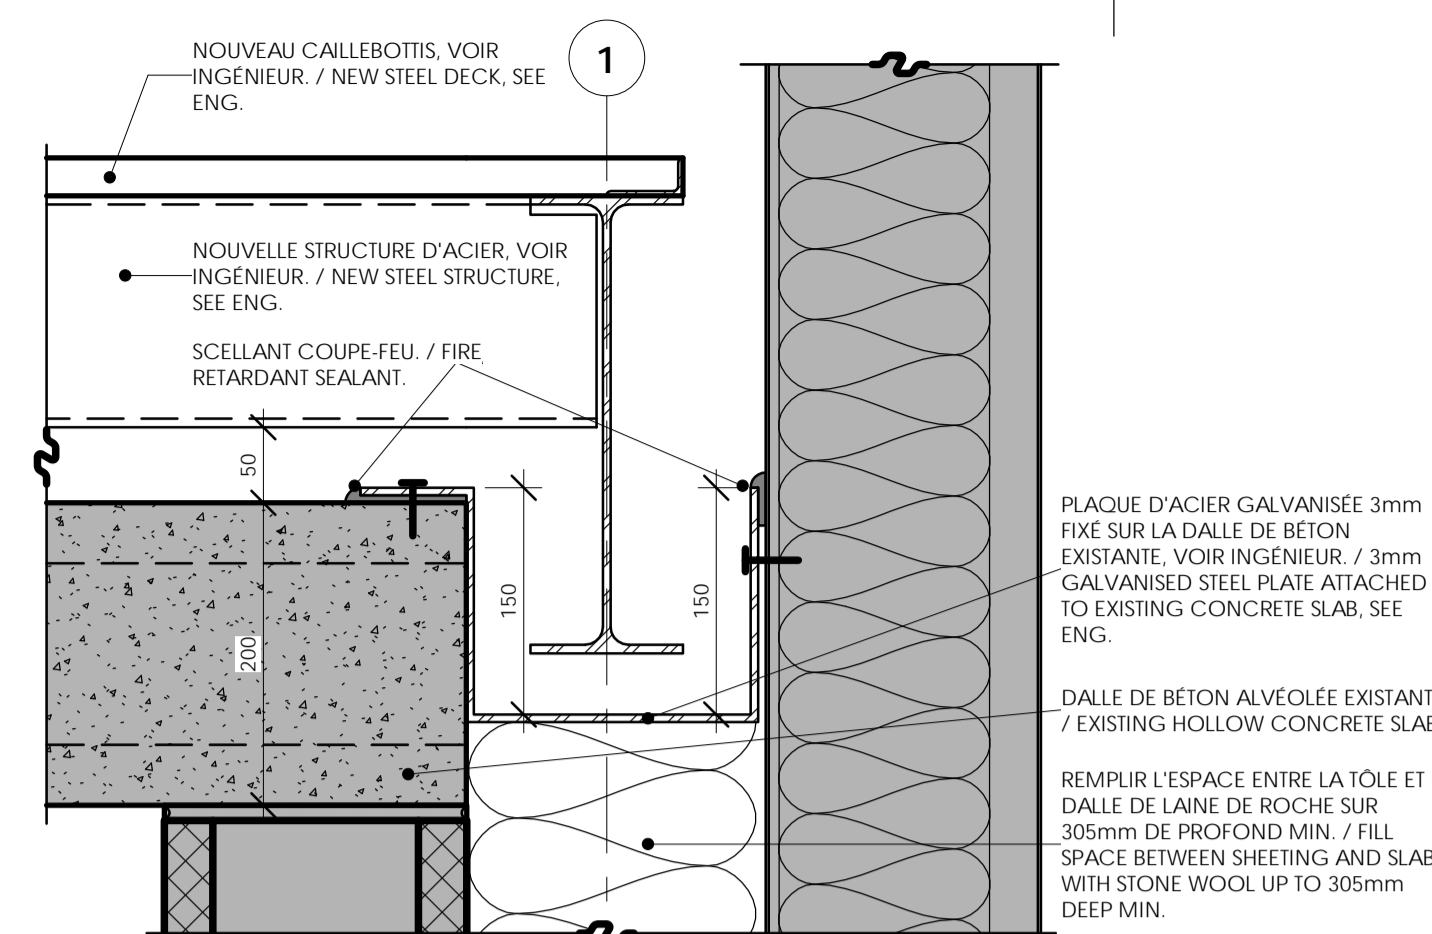 NOUVEAU CAILLEBOTTIS, VOIR
INGÉNIEUR. / NEW STEEL DECK, SEE
ENG.
1
NOUVELLE STRUCTURE D'ACIER, VOIR
INGÉNIEUR. / NEW STEEL STRUCTURE,
SEE ENG.
SCELLANT COUPE-FEU. / FIRE
RETARDANT SEALANT.
50
150
150
200
PLAQUE D'ACIER GALVANISÉE 3mm
FIXÉ SUR LA DALLE DE BÉTON
EXISTANTE, VOIR INGÉNIEUR. / 3mm
GALVANISED STEEL PLATE ATTACHED
TO EXISTING CONCRETE SLAB, SEE
ENG.
DALLE DE BÉTON ALVÉOLÉE EXISTANT
/ EXISTING HOLLOW CONCRETE SLAB
REMPLIR L'ESPACE ENTRE LA TÔLE ET
DALLE DE LAINE DE ROCHE SUR
305mm DE PROFOND MIN. / FILL
SPACE BETWEEN SHEETING AND SLAB
WITH STONE WOOL UP TO 305mm
DEEP MIN.